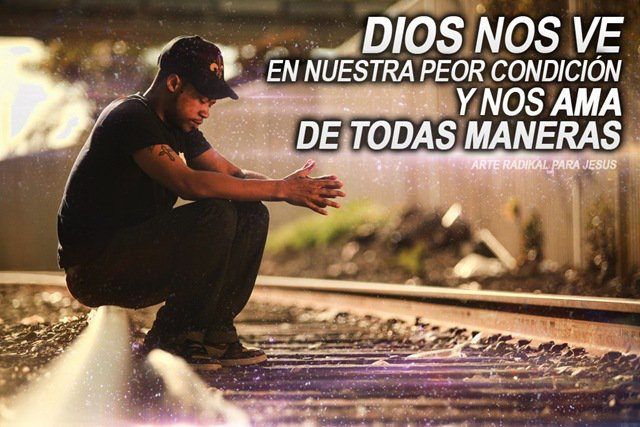 DIOS NOS VE
EN NUESTRA PEOR CONDICIÓN
Y NOS AMA
DE TODAS MANERAS
ARTE RADIKAL PARA JESUS